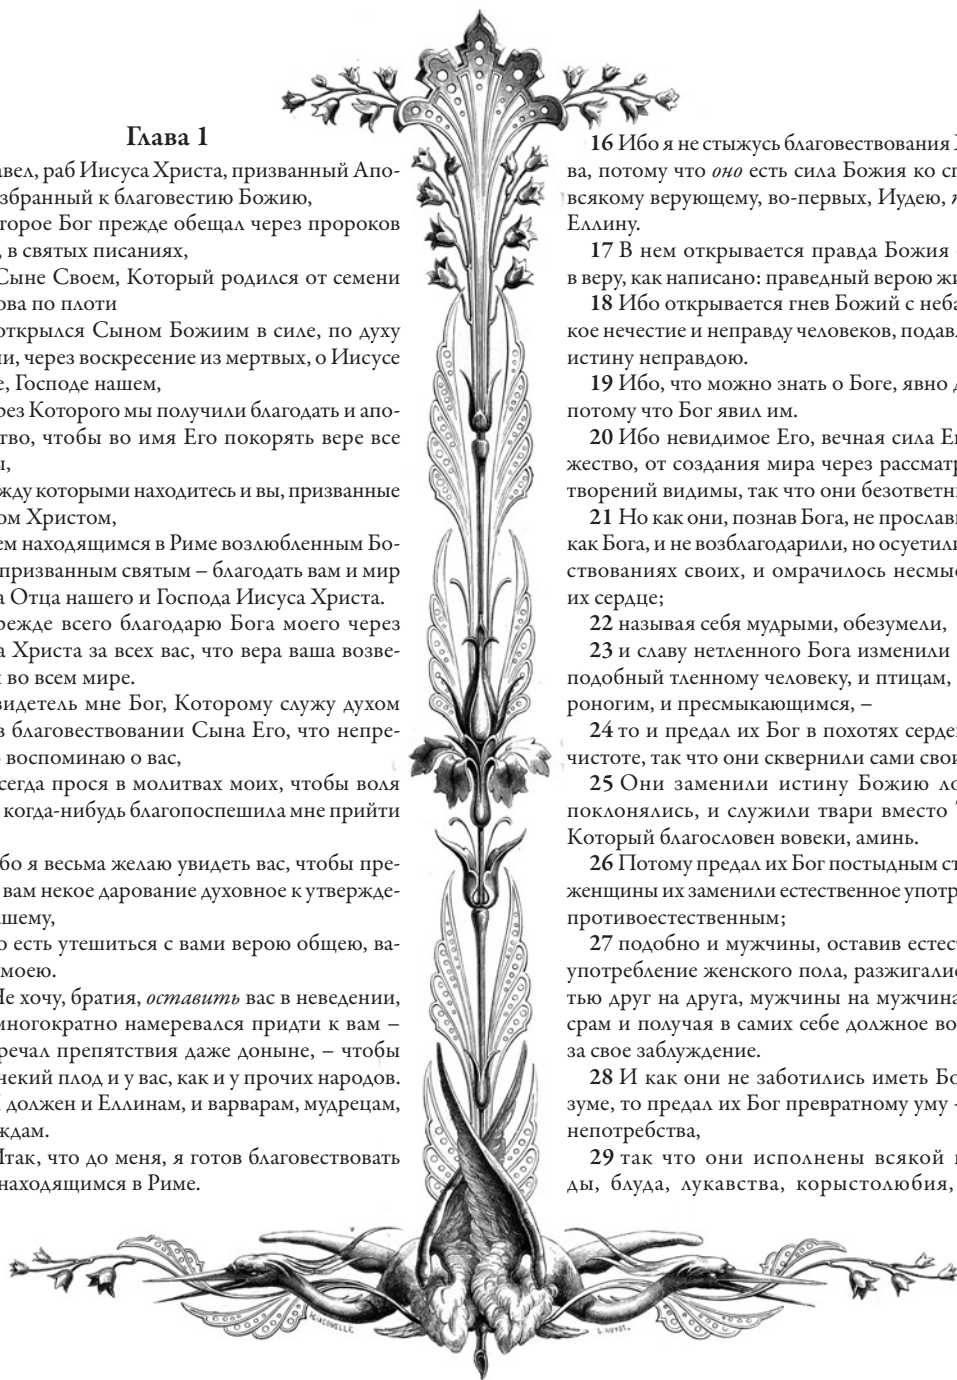 Глава 1
авел, раб Иисуса Христа, призванный Апо-
збранный к благовестию Божию,
торое Бог прежде обещал через пророков
, в святых писаниях,
Сыне Своем, Который родился от семени
ова по плоти
открылся Сыном Божиим в силе, по духу
ни, через воскресение из мертвых, о Иисусе
е, Господе нашем,
рез Которого мы получили благодать и апо-
тво, чтобы во имя Его покорять вере все
ы,
жду которыми находитесь и вы, призванные
ом Христом,
ем находящимся в Риме возлюбленным Бо-
призванным святым – благодать вам и мир
а Отца нашего и Господа Иисуса Христа.
режде всего благодарю Бога моего через
а Христа за всех вас, что вера ваша возве-
я во всем мире.
видетель мне Бог, Которому служу духом
в благовествовании Сына Его, что непре-
о воспоминаю о вас,
сегда прося в молитвах моих, чтобы воля
когда-нибудь благопоспешила мне прийти
бо я весьма желаю увидеть вас, чтобы пре-
вам некое дарование духовное к утвержде-
ашему,
о есть утешиться с вами верою общею, ва-
моею.
Не хочу, братия, оставить вас в неведении,
многократно намеревался придти к вам –
речал препятствия даже доныне, – чтобы
некий плод и у вас, как и у прочих народов.
должен и Еллинам, и варварам, мудрецам,
ждам.
Итак, что до меня, я готов благовествовать
находящимся в Риме.
16 Ибо я не стыжусь благовествования
ва, потому что оно есть сила Божия ко сп
всякому верующему, во-первых, Иудею,
Еллину.
17 В нем открывается правда Божия
в веру, как написано: праведный верою жи
18 Ибо открывается гнев Божий с неба
кое нечестие и неправду человеков, подав
истину неправдою.
19 Ибо, что можно знать о Боге, явно
потому что Бог явил им.
20 Ибо невидимое Его, вечная сила Е
жество, от создания мира через рассматр
творений видимы, так что они безответн
21 Но как они, познав Бога, не прослави
как Бога, и не возблагодарили, но осуетили
ствованиях своих, и омрачилось несмыс
их сердце;
22 называя себя мудрыми, обезумели,
23 и славу нетленного Бога изменили
подобный тленному человеку, и птицам,
роногим, и пресмыкающимся, –
24 то и предал их Бог в похотях сердец
чистоте, так что они сквернили сами свои
25 Они заменили истину Божию ло
поклонялись, и служили твари вместо
Который благословен вовеки, аминь.
26 Потому предал их Бог постыдным ст
женщины их заменили естественное употр
противоестественным;
27 подобно и мужчины, оставив естест
употребление женского пола, разжигалис
тью друг на друга, мужчины на мужчина
срам и получая в самих себе должное во
за свое заблуждение.
28 И как они не заботились иметь Бо
зуме, то предал их Бог превратному уму –
непотребства,
29 так что они исполнены всякой
ды, блуда, лукавства, корыстолюбия,